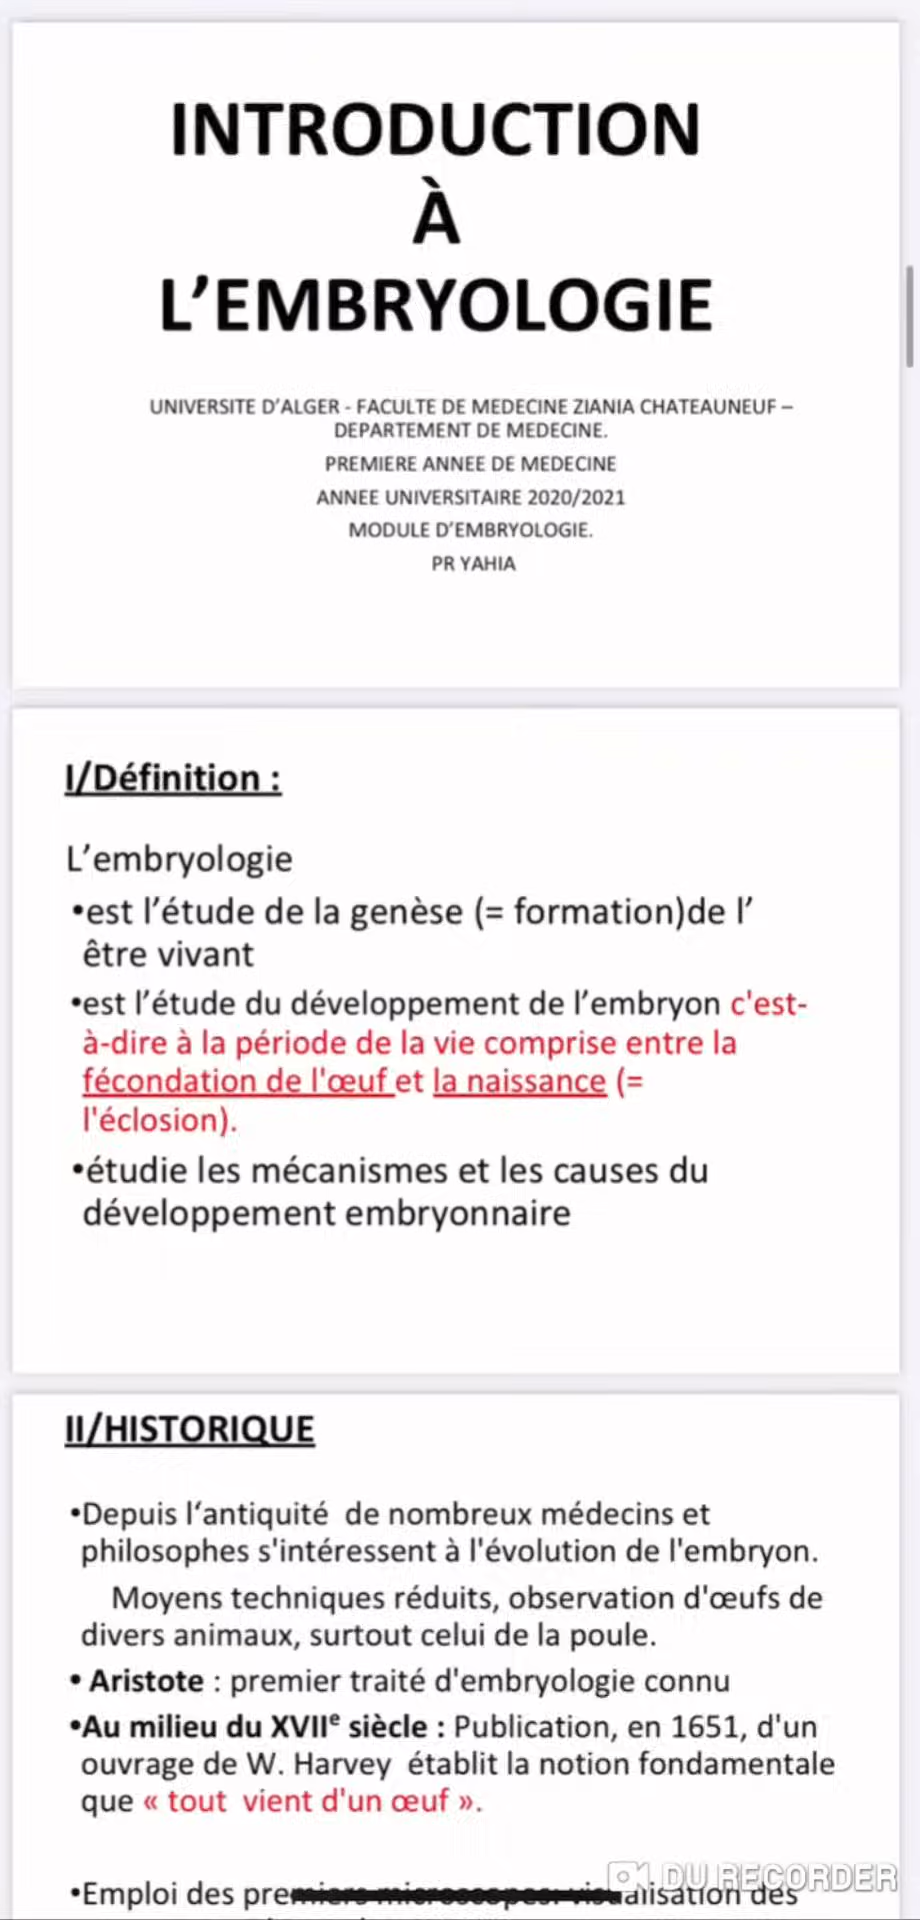 INTRODUCTION
À
L’EMBRYOLOGIE
UNIVERSITE D’ALGER - FACULTE DE MEDECINE ZIANIA CHATEAUNEUF –
DEPARTEMENT DE MEDECINE.
PREMIERE ANNEE DE MEDECINE
ANNEE UNIVERSITAIRE 2020/2021
MODULE D’EMBRYOLOGIE.
PR YAHIA
I/Définition :
L’embryologie
•est l’étude de la genèse (= formation)de l’
être vivant
•est l’étude du développement de l’embryon c'est-
à-dire à la période de la vie comprise entre la
fécondation de l'œuf et la naissance (=
l'éclosion).
•étudie les mécanismes et les causes du
développement embryonnaire
II/HISTORIQUE
•Depuis l‘antiquité de nombreux médecins et
philosophes s'intéressent à l'évolution de l'embryon.
Moyens techniques réduits, observation d'œufs de
divers animaux, surtout celui de la poule.
• Aristote : premier traité d'embryologie connu
•Au milieu du XVIIe siècle : Publication, en 1651, d'un
ouvrage de W. Harvey établit la notion fondamentale
que « tout vient d'un œuf ».
DU RECORDER
•Emploi des premiers microscopes: visualisation des